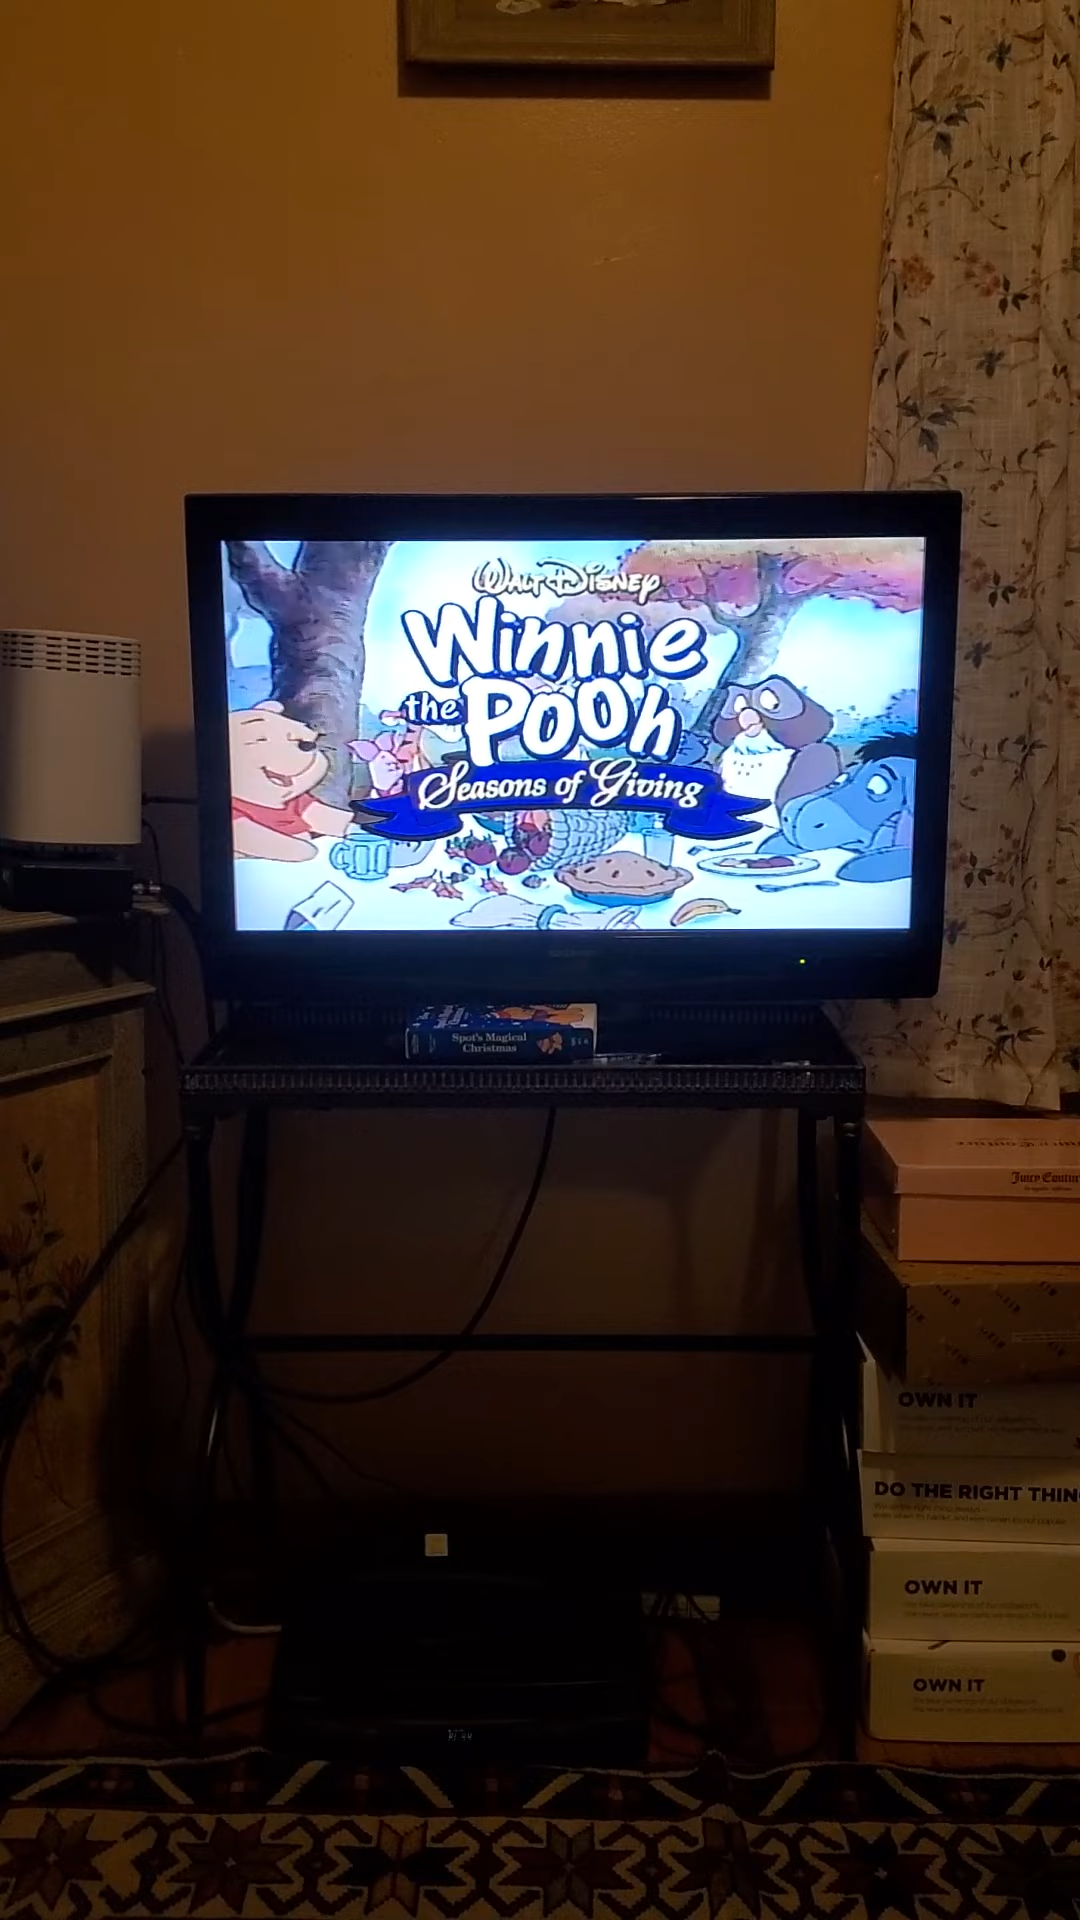 WALT DISNEY
Winnie
the Pooh
Seasons of Giving
Spot's Magical
Christmas
Juicy Couture
OWN IT
DO THE RIGHT THIN
OWN IT
OWN IT